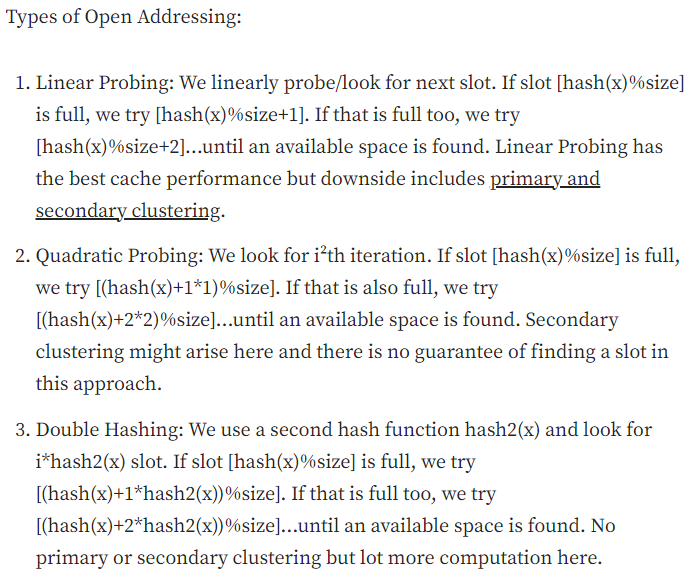 Types of Open Addressing:
1. Linear Probing: We linearly probe/look for next slot. If slot [hash(x)%size]
is full, we try [hash(x)%size+1]. If that is full too, we try
[hash(x)%size+2]...until an available space is found. Linear Probing has
the best cache performance but downside includes primary and
secondary clustering.
2. Quadratic Probing: We look for i²th iteration. If slot [hash(x)%size] is full,
we try [(hash(x)+1*1)%size]. If that is also full, we try
[(hash(x)+2*2)%size]...until an available space is found. Secondary
clustering might arise here and there is no guarantee of finding a slot in
this approach.
3. Double Hashing: We use a second hash function hash2(x) and look for
i*hash2(x) slot. If slot [hash(x)%size] is full, we try
[(hash(x)+1*hash2(x))%size]. If that is full too, we try
[(hash(x)+2*hash2(x))%size]...until an available space is found. No
primary or secondary clustering but lot more computation here.